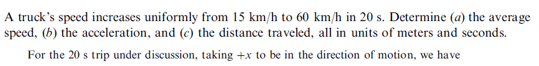 A truck's speed increases uniformly from 15 km/h to 60 km/h in 20 s. Determine (a) the average
speed, (b) the acceleration, and (c) the distance traveled, all in units of meters and seconds.
For the 20 s trip under discussion, taking +x to be in the direction of motion, we have